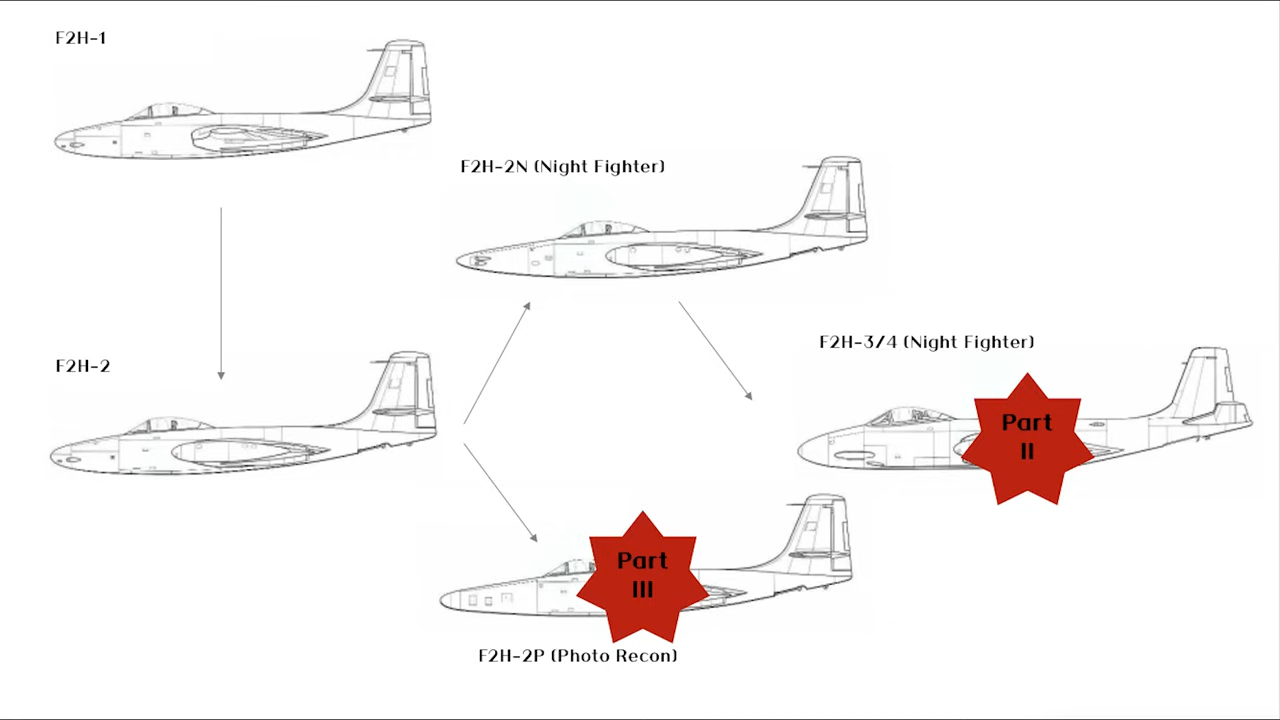 F2H-1
F2H-2N (Night Fighter)
F2H-3/4 (Night Fighter)
F2H-2
Part
II
Part
III
F2H-2P (Photo Recon)